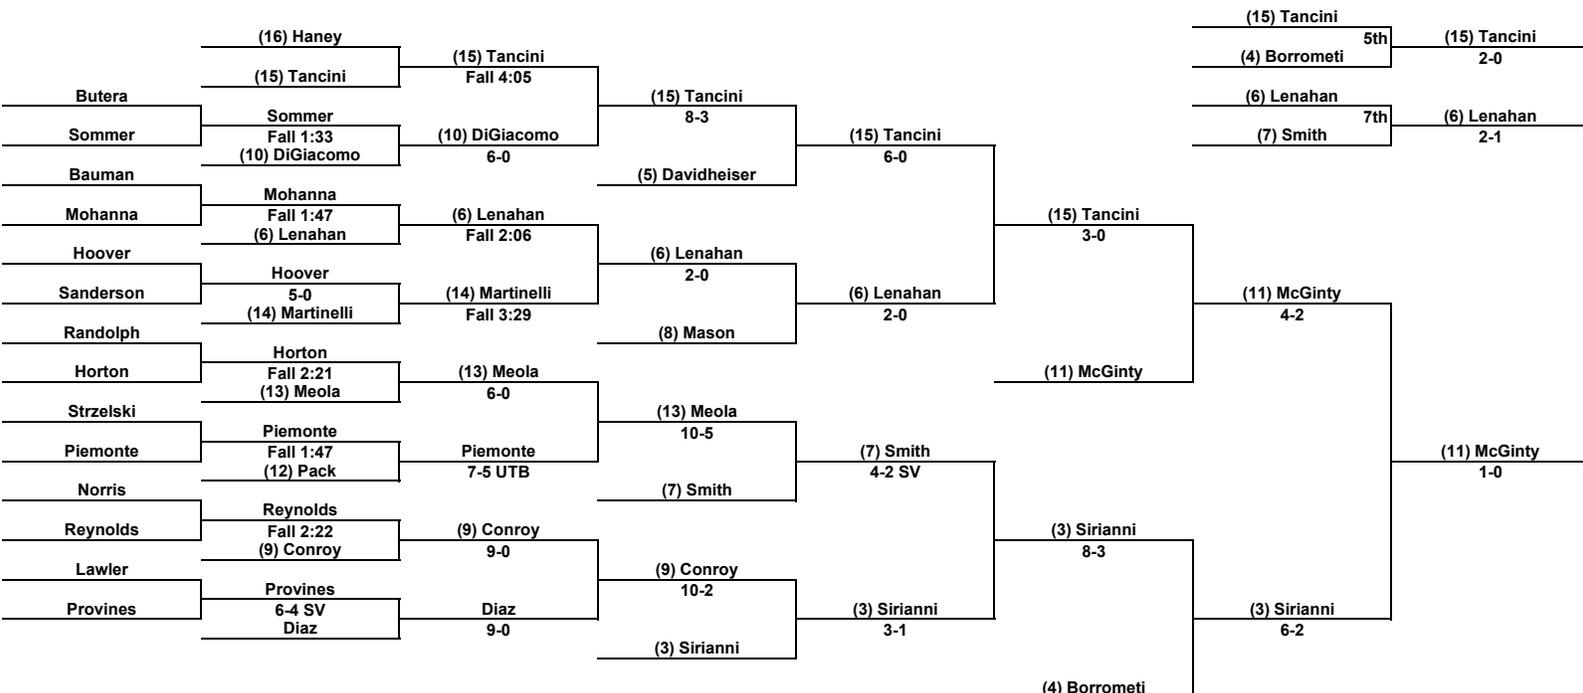 (16) Haney
(15) Tancini
Butera
Sommer
Sommer
Fall 1:33
(10) DiGiacomo
Bauman
Mohanna
Mohanna
Fall 1:47
(6) Lenahan
Hoover
Sanderson
Hoover
5-0
(14) Martinelli
Randolph
Horton
Horton
Fall 2:21
(13) Meola
Strzelski
Piemonte
Piemonte
Fall 1:47
(12) Pack
Norris
Reynolds
Reynolds
Fall 2:22
(9) Conroy
Lawler
Provines
Provines
6-4 SV
Diaz
(15) Tancini
Fall 4:05
(10) DiGiacomo
6-0
(6) Lenahan
Fall 2:06
(14) Martinelli
Fall 3:29
(13) Meola
6-0
Piemonte
7-5 UTB
(9) Conroy
9-0
Diaz
9-0
(15) Tancini
8-3
(5) Davidheiser
(6) Lenahan
2-0
(8) Mason
(13) Meola
10-5
(7) Smith
(9) Conroy
10-2
(3) Sirianni
(15) Tancini
6-0
(6) Lenahan
2-0
(7) Smith
4-2 SV
(3) Sirianni
3-1
(15) Tancini
3-0
(11) McGinty
(3) Sirianni
8-3
(4) Borrometi
(11) McGinty
4-2
(3) Sirianni
6-2
(11) McGinty
1-0
(15) Tancini
5th
(4) Borrometi
(15) Tancini
2-0
(6) Lenahan
7th
(7) Smith
(6) Lenahan
2-1